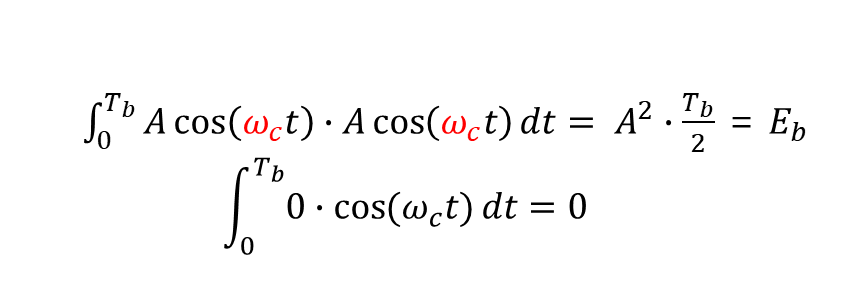 ∫₀^{T_b} A cos(ω_c t) · A cos(ω_c t) dt = A² · T_b/2 = E_b
∫₀^{T_b} 0 · cos(ω_c t) dt = 0